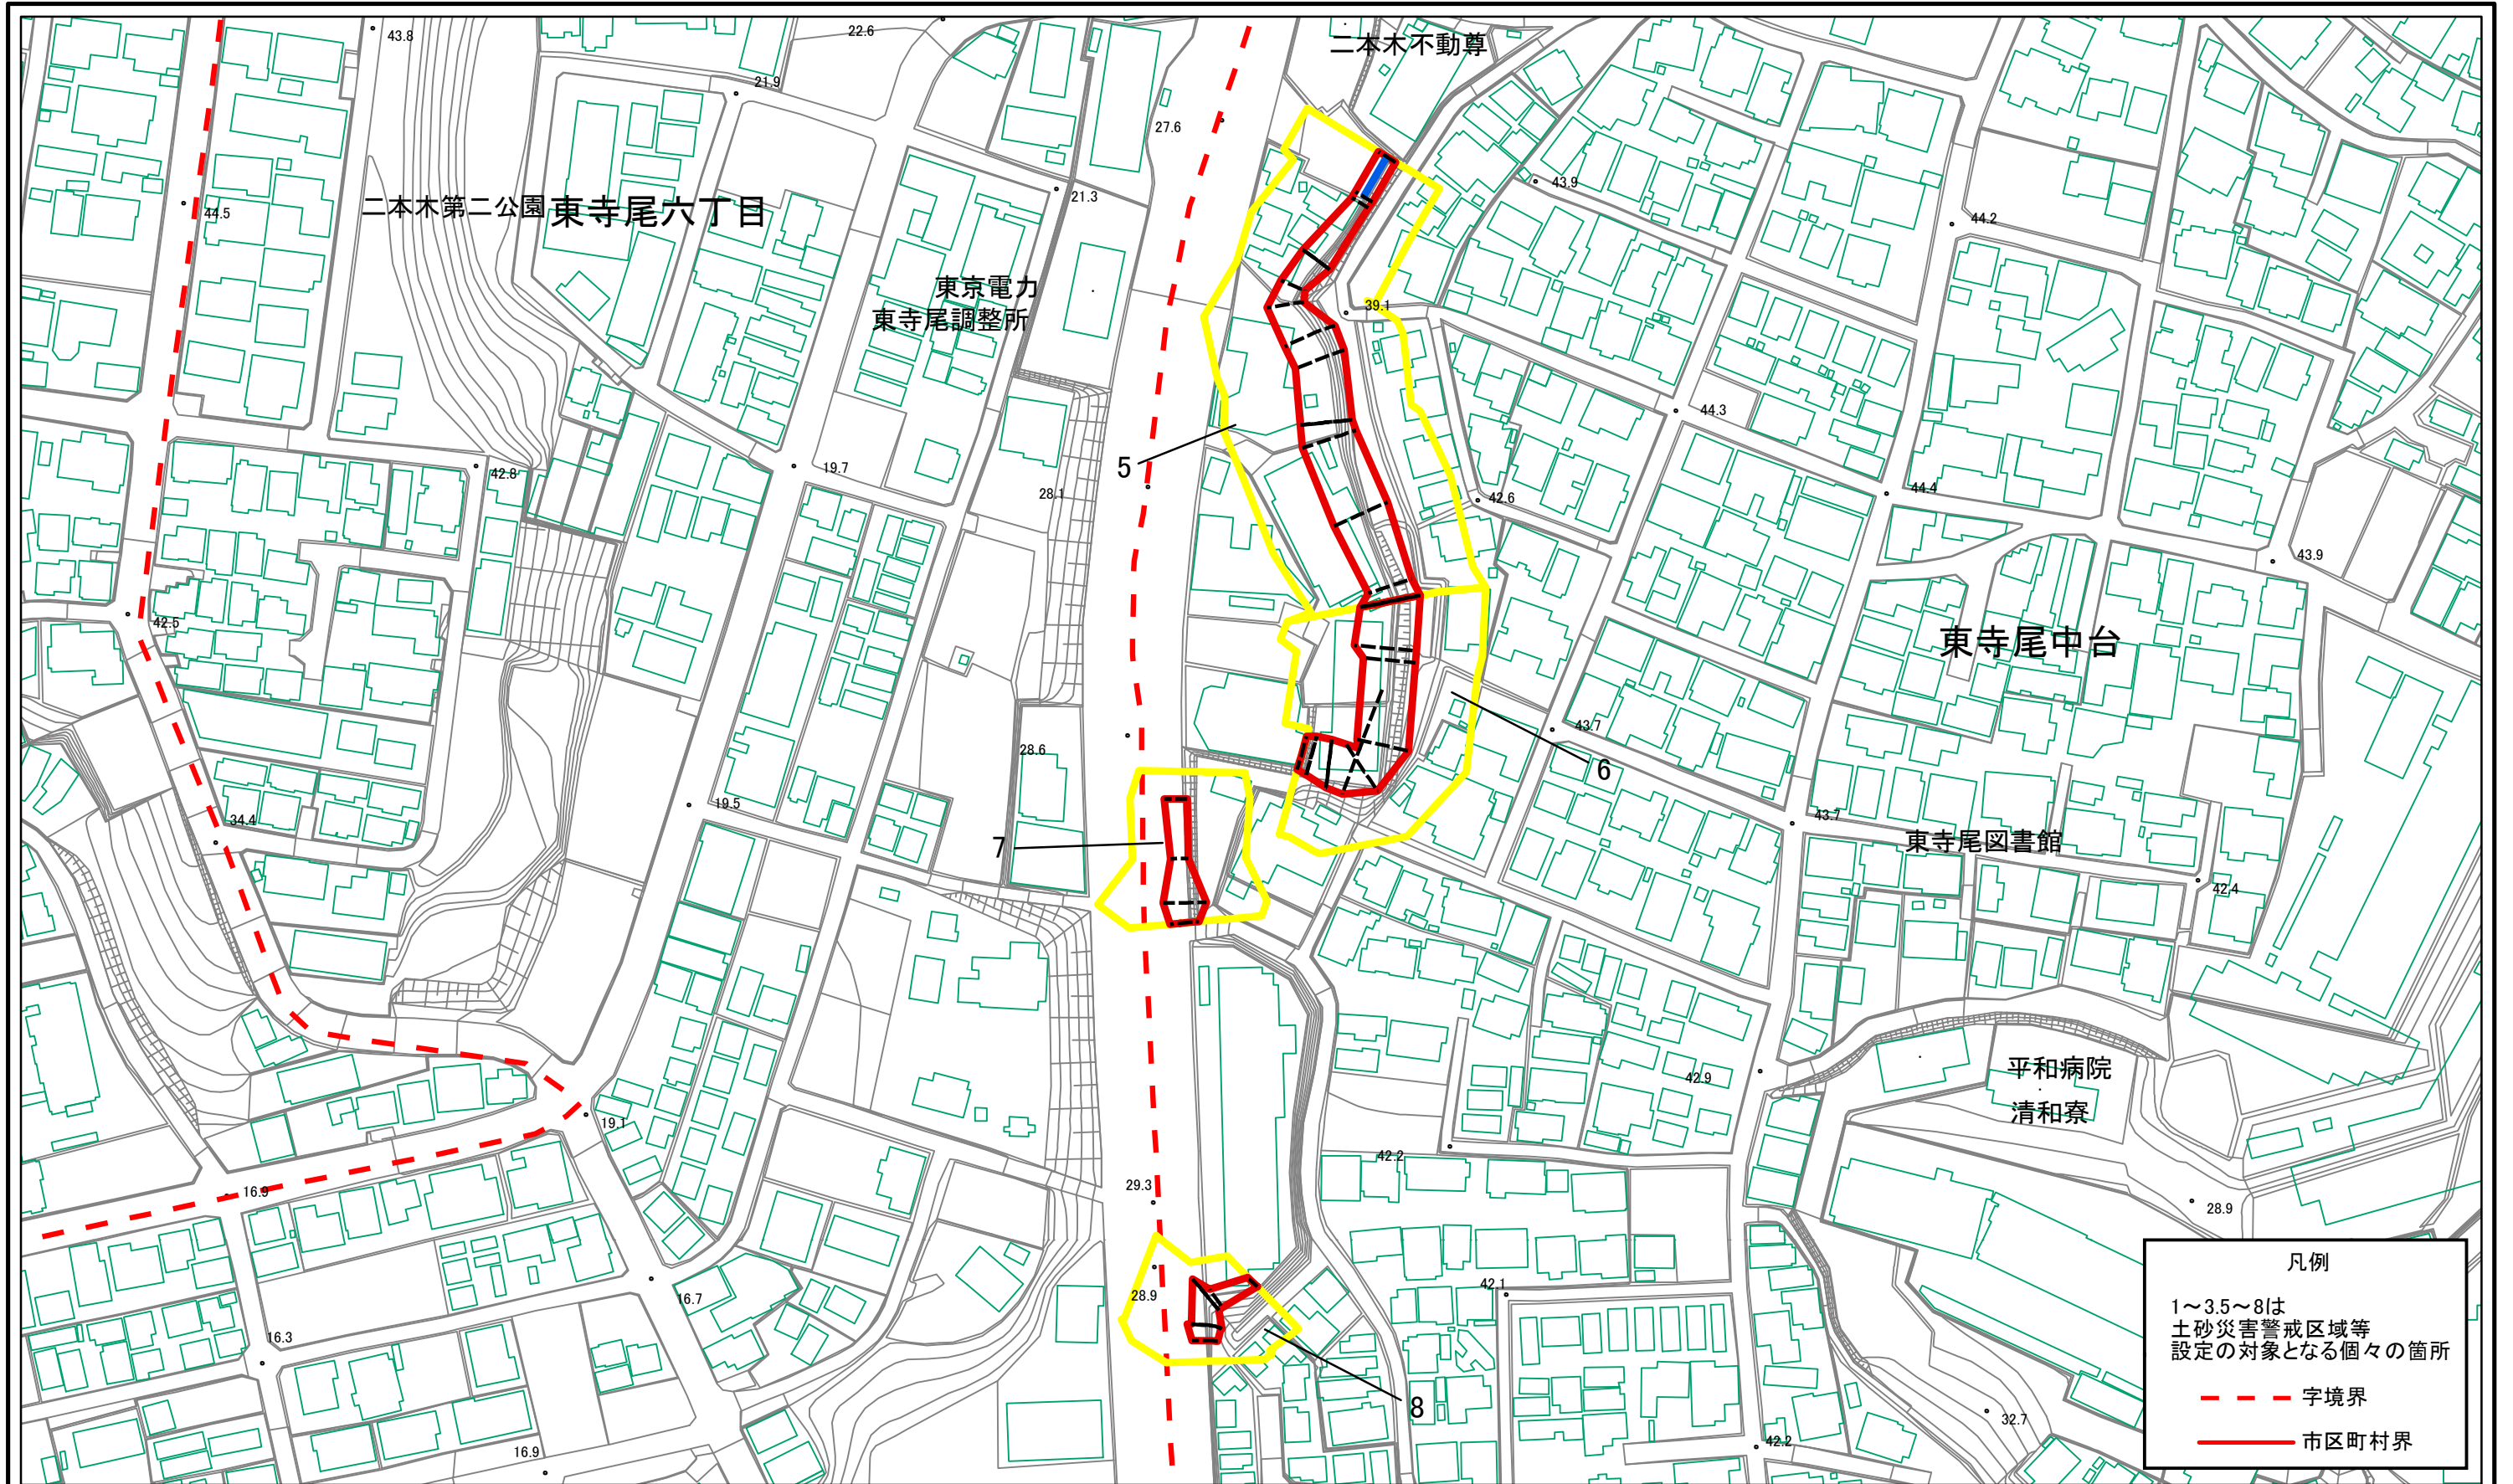 二本木不動尊
43.8
22.6
21.9
27.6
44.5
二本木第二公園
東寺尾六丁目
21.3
43.9
44.2
東京電力
東寺尾調整所
39.1
44.3
5
19.7
42.8
28.1
42.6
44.4
43.9
42.5
東寺尾中台
28.6
43.7
6
19.5
34.4
7
43.7
東寺尾図書館
42.4
平和病院
清和寮
42.9
19.1
42.2
29.3
16.9
28.9
28.9
42.1
16.7
16.3
8
32.7
16.9
42.2
凡例
1～3.5～8は
土砂災害警戒区域等
設定の対象となる個々の箇所
字境界
市区町村界